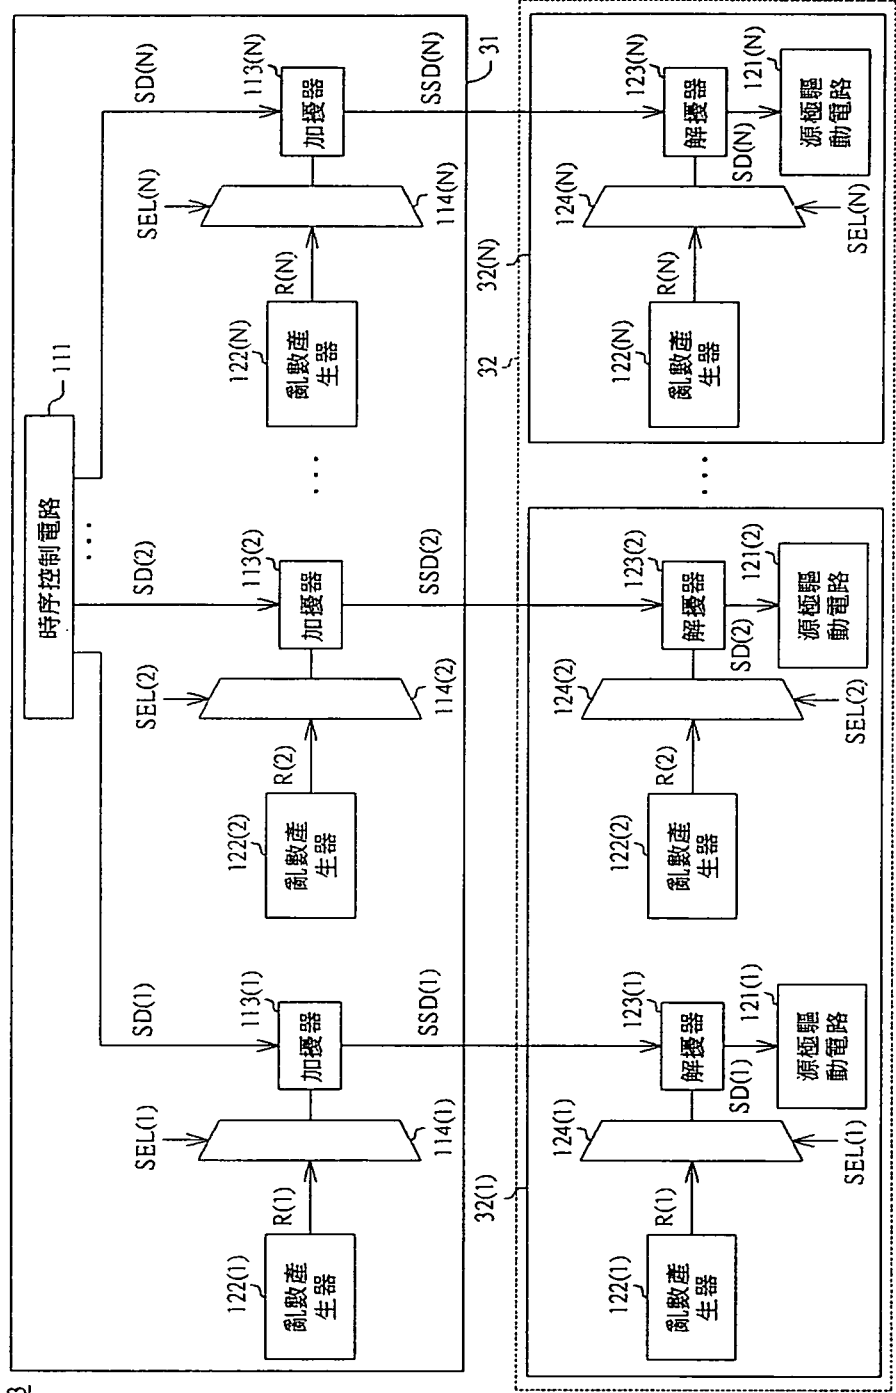 3
時序控制電路
111
...
SD(1)
SD(2)
SD(N)
SEL(1)
SEL(2)
SEL(N)
113(1)
113(2)
113(N)
加擾器
加擾器
加擾器
R(1)
R(2)
R(N)
122(1)
122(2)
122(N)
亂數產
生器
亂數產
生器
亂數產
生器
...
114(1)
114(2)
114(N)
SSD(1)
SSD(2)
SSD(N)
31
32(1)
32
32(N)
124(1)
124(2)
124(N)
123(1)
123(2)
123(N)
解擾器
解擾器
解擾器
R(1)
R(2)
R(N)
122(1)
122(2)
122(N)
亂數產
生器
亂數產
生器
亂數產
生器
...
SD(1)
SD(2)
SD(N)
121(1)
121(2)
121(N)
源極驅
動電路
源極驅
動電路
源極驅
動電路
SEL(1)
SEL(2)
SEL(N)